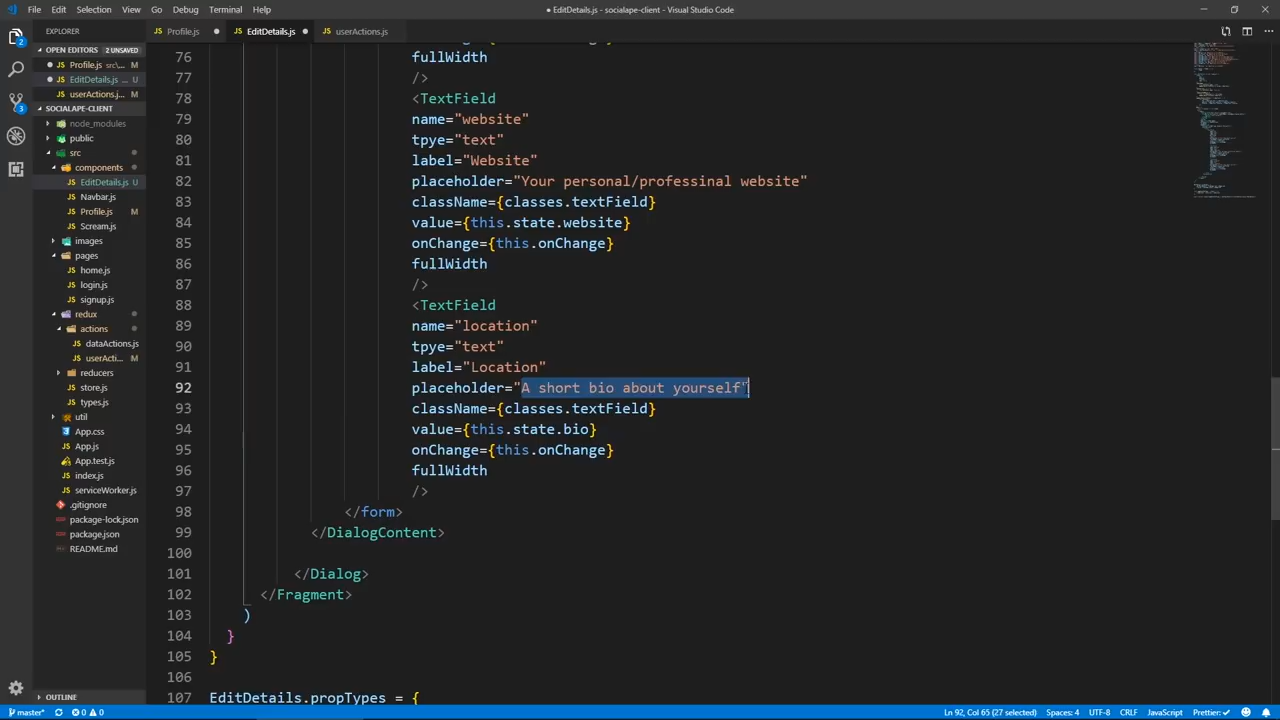 File Edit Selection View Go Debug Terminal Help
● EditDetails.js - socialape-client - Visual Studio Code
EXPLORER
OPEN EDITORS 2 UNSAVED
Profile.js src\...
M
EditDetails.js ...
U
userActions.j...
M
SOCIALAPE-CLIENT
node_modules
public
src
components
EditDetails.js
U
Navbar.js
Profile.js
M
Scream.js
images
pages
home.js
login.js
signup.js
redux
actions
dataActions.js
userActi...
M
reducers
store.js
types.js
util
App.css
App.js
App.test.js
index.js
serviceWorker.js
.gitignore
package-lock.json
package.json
README.md
OUTLINE
Profile.js
EditDetails.js
userActions.js
76 fullWidth
77 />
78 <TextField
79 name="website"
80 tpye="text"
81 label="Website"
82 placeholder="Your personal/professinal website"
83 className={classes.textField}
84 value={this.state.website}
85 onChange={this.onChange}
86 fullWidth
87 />
88 <TextField
89 name="location"
90 tpye="text"
91 label="Location"
92 placeholder="A short bio about yourself"
93 className={classes.textField}
94 value={this.state.bio}
95 onChange={this.onChange}
96 fullWidth
97 />
98 </form>
99 </DialogContent>
100
101 </Dialog>
102 </Fragment>
103 )
104 }
105 }
106
107 EditDetails.propTypes = {
master* 0 0
Ln 92, Col 65 (27 selected) Spaces: 4 UTF-8 CRLF JavaScript Prettier: ✓